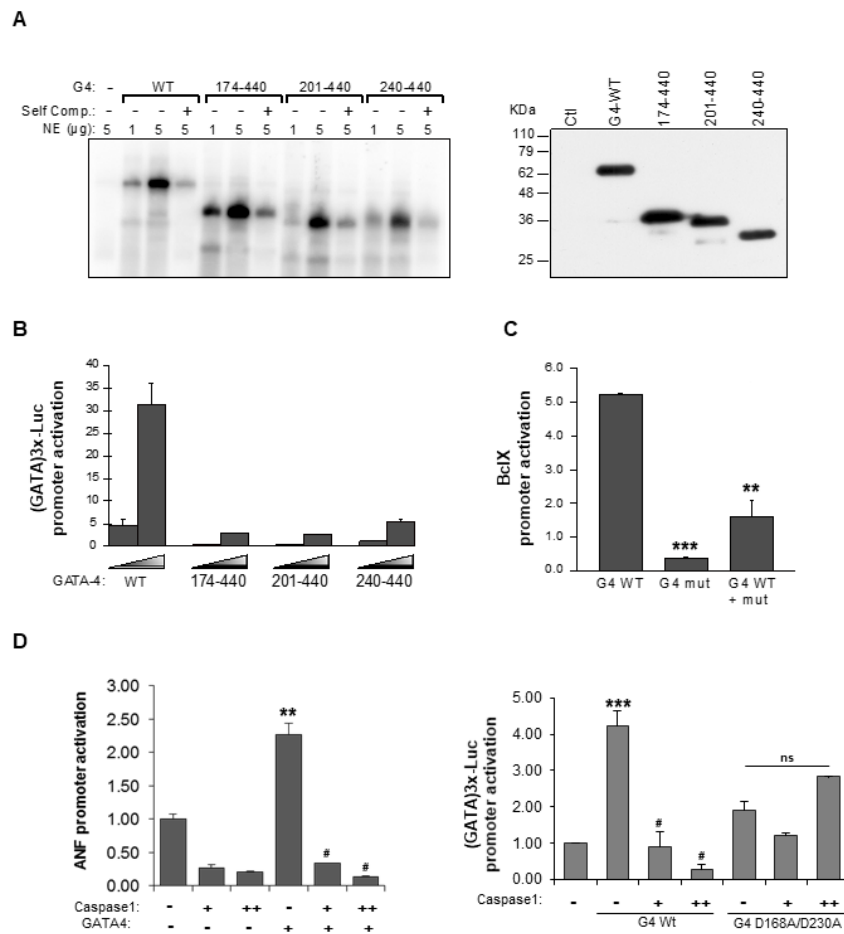 A
G4: – WT 174-440 201-440 240-440
Self Comp.: – – – + – – + – – + – – +
NE (µg) 5 1 5 5 1 5 5 1 5 5 1 5 5
KDa Ctl G4-WT 174-440 201-440 240-440
110
79
62
48
36
25
B
(GATA)3x-Luc
promoter activation
40
35
30
25
20
15
10
5
0
GATA-4: WT 174-440 201-440 240-440
C
BclX
promoter activation
5.0
6.0
4.0
3.0
2.0
1.0
0.0
***
**
G4 WT G4 mut G4 WT
+ mut
D
ANF promoter activation
3.00
2.50
2.00
1.50
1.00
0.50
0.00
**
# #
Caspase1: - + ++ - + ++
GATA4: - - - + + +
(GATA)3x-Luc
promoter activation
5.00
4.00
3.00
2.00
1.00
0.00
***
# #
ns
Caspase1: - - + ++ - + ++
G4 Wt G4 D168A/D230A